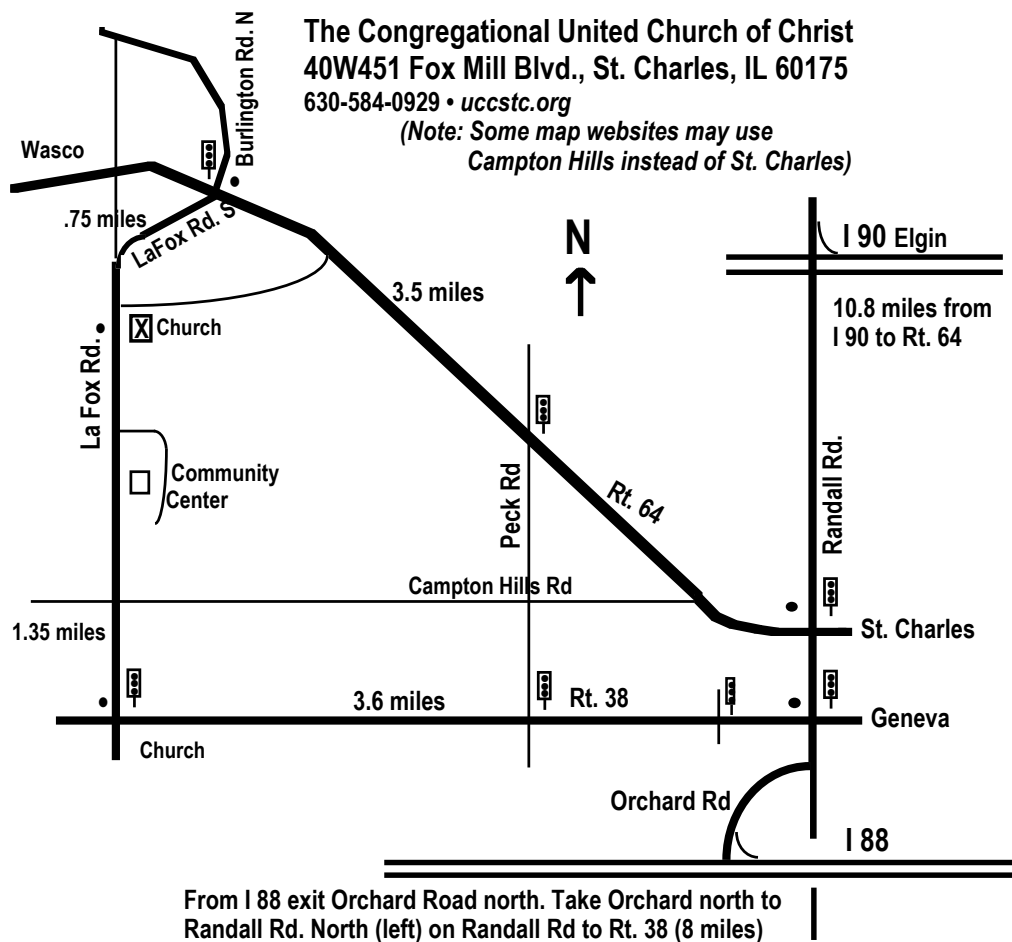 The Congregational United Church of Christ
40W451 Fox Mill Blvd., St. Charles, IL 60175
630-584-0929 • uccstc.org
(Note: Some map websites may use
Campton Hills instead of St. Charles)
Burlington Rd. N
Wasco
.75 miles
LaFox Rd. S
N
I 90 Elgin
3.5 miles
10.8 miles from
I 90 to Rt. 64
X Church
La Fox Rd.
Community
Center
Peck Rd
Rt. 64
Randall Rd.
Campton Hills Rd
1.35 miles
St. Charles
3.6 miles
Rt. 38
Geneva
Church
Orchard Rd
I 88
From I 88 exit Orchard Road north. Take Orchard north to
Randall Rd. North (left) on Randall Rd to Rt. 38 (8 miles)